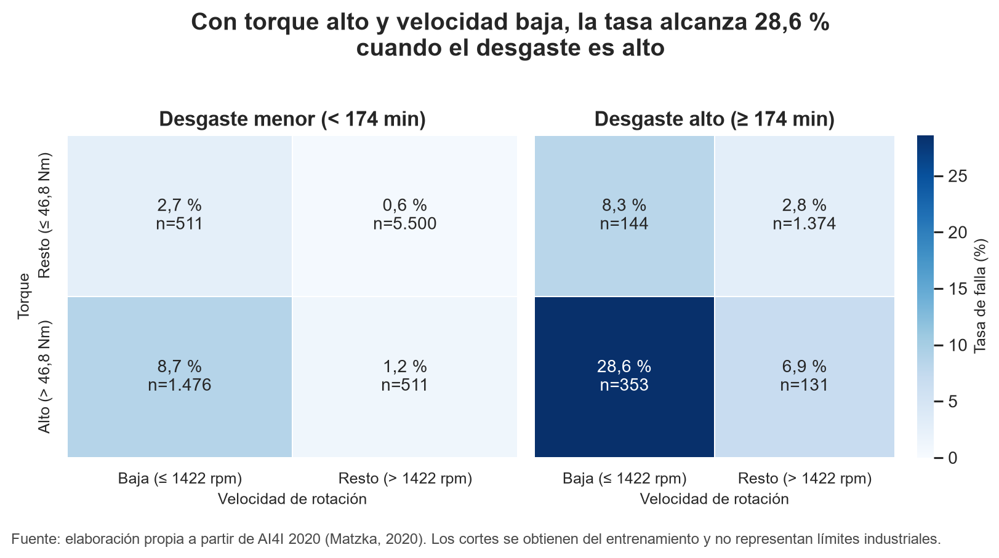 Con torque alto y velocidad baja, la tasa alcanza 28,6 %
cuando el desgaste es alto
Desgaste menor (< 174 min)
Desgaste alto (≥ 174 min)
Torque
Resto (≤ 46,8 Nm)
Alto (> 46,8 Nm)
2,7 %
n=511
0,6 %
n=5.500
8,7 %
n=1.476
1,2 %
n=511
8,3 %
n=144
2,8 %
n=1.374
28,6 %
n=353
6,9 %
n=131
Baja (≤ 1422 rpm)
Resto (> 1422 rpm)
Velocidad de rotación
Baja (≤ 1422 rpm)
Resto (> 1422 rpm)
Velocidad de rotación
25
20
15
10
5
0
Tasa de falla (%)
Fuente: elaboración propia a partir de AI4I 2020 (Matzka, 2020). Los cortes se obtienen del entrenamiento y no representan límites industriales.